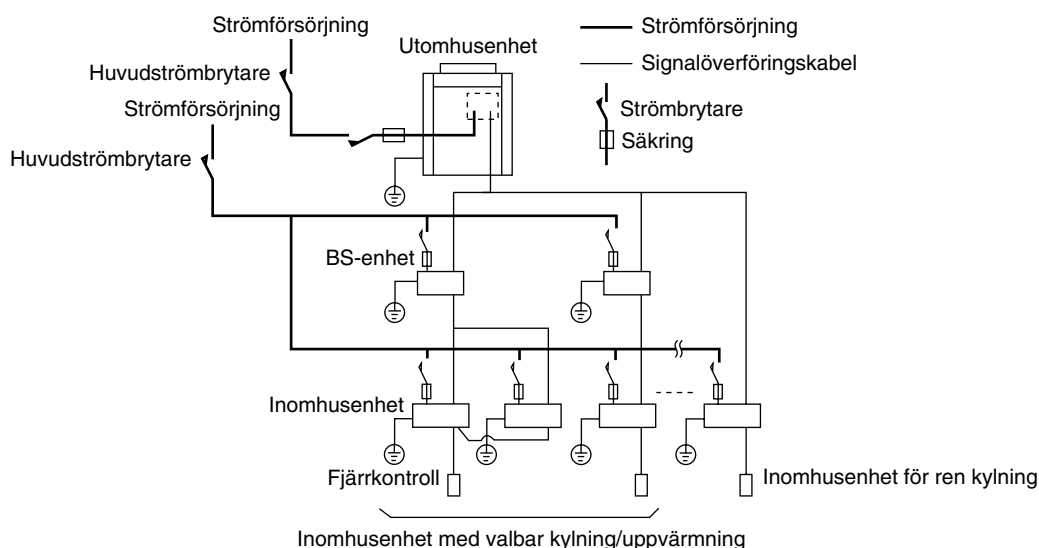 Strömförsörjning
Utomhusenhet
Huvudströmbrytare
Strömförsörjning
Huvudströmbrytare
Strömförsörjning
Signalöverföringskabel
Strömbrytare
Säkring
BS-enhet
Inomhusenhet
Fjärrkontroll
Inomhusenhet för ren kylning
Inomhusenhet med valbar kylning/uppvärmning